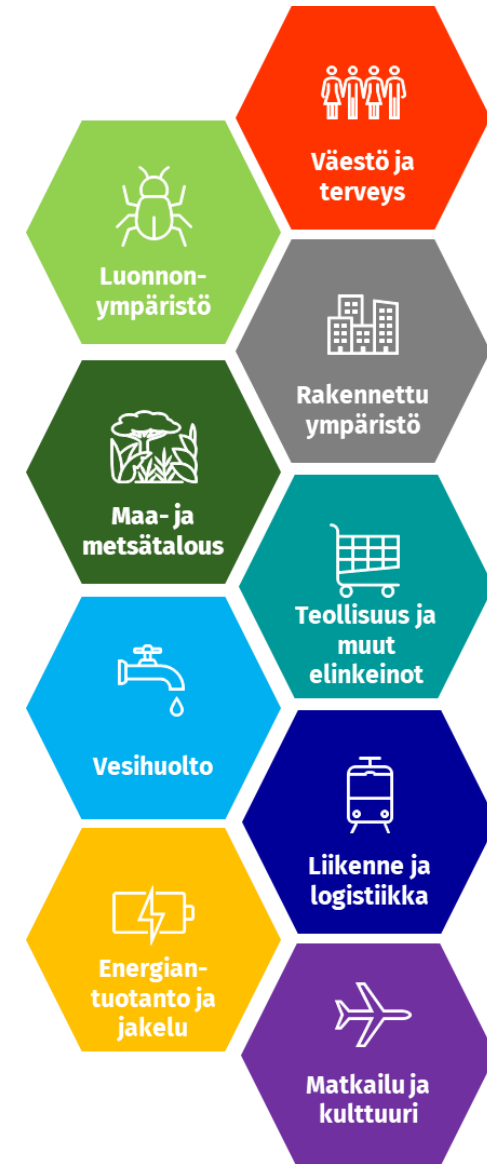 Väestö ja
terveys
Luonnon-
ympäristö
Rakennettu
ympäristö
Maa- ja
metsätalous
Teollisuus ja
muut
elinkeinot
Vesihuolto
Liikenne ja
logistiikka
Energian-
tuotanto ja
jakelu
Matkailu ja
kulttuuri